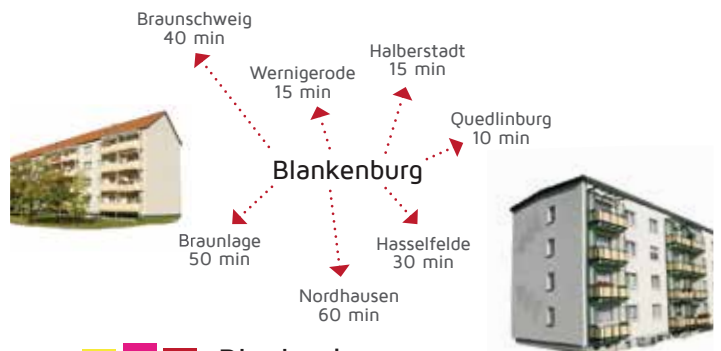 Braunschweig
40 min
Wernigerode
15 min
Halberstadt
15 min
Quedlinburg
10 min
Blankenburg
Braunlage
50 min
Hasselfelde
30 min
Nordhausen
60 min